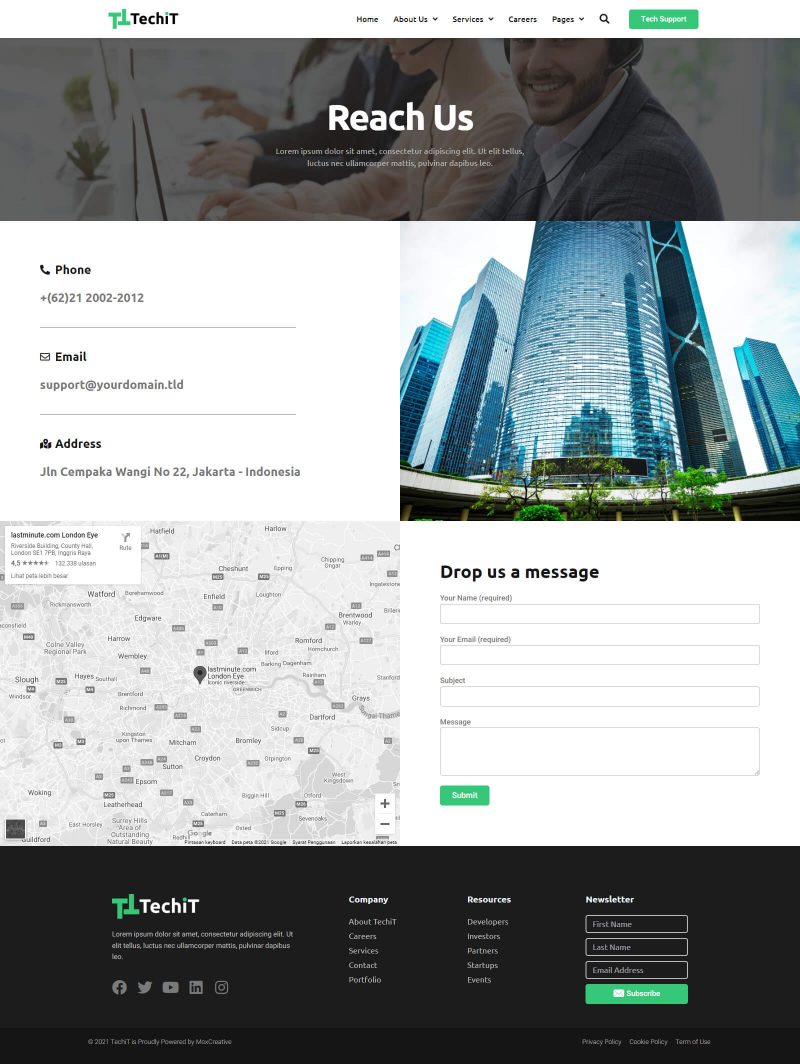 TechiT
Home About Us Services Careers Pages Tech Support
Reach Us
Lorem ipsum dolor sit amet, consectetur adipiscing elit. Ut elit tellus,
luctus nec ullamcorper mattis, pulvinar dapibus leo.
Phone
+(62)21 2002-2012
Email
support@yourdomain.tld
Address
Jln Cempaka Wangi No 22, Jakarta - Indonesia
lastminute.com London Eye
Riverside Building, County Hall,
London SE1 7PB, Inggris Raya
Rute
4,5 ★★★★★ 132.338 ulasan
Lihat peta lebih besar
Hatfield
Harlow
Cheshunt
Epping
Chipping
Ongar
M25
M25
Ingatestone
Watford
Borehamwood
Enfield
Loughton
Rickmansworth
Brentwood
Warley
Edgware
Harrow
Romford
Hornchurch
Colne Valley
Regional Park
Wembley
Ilford
Barking
Dagenham
Slough
Hayes
Southall
lastminute.com
London Eye
Iconic riverside
Rainham
Stanford
Windsor
Brentford
GREENWICH
Grays
Richmond
Dartford
Kingston
upon Thames
Mitcham
Bromley
Sidcup
Sutton
Croydon
Orpington
Epsom
West
Kingsdown
Woking
Leatherhead
Biggin Hill
Otford
East Horsley
Surrey Hills
Area of
Outstanding
Natural Beauty
Caterham
Oxted
Sevenoaks
Redhill
Guildford
Google
Pintasan keyboard Data peta ©2021 Google Syarat Penggunaan Laporkan kesalahan peta
Drop us a message
Your Name (required)
Your Email (required)
Subject
Message
Submit
TechiT
Lorem ipsum dolor sit amet, consectetur adipiscing elit. Ut
elit tellus, luctus nec ullamcorper mattis, pulvinar dapibus
leo.
Company
About TechiT
Careers
Services
Contact
Portfolio
Resources
Developers
Investors
Partners
Startups
Events
Newsletter
First Name
Last Name
Email Address
Subscribe
© 2021 TechiT is Proudly Powered by MoxCreative
Privacy Policy Cookie Policy Term of Use